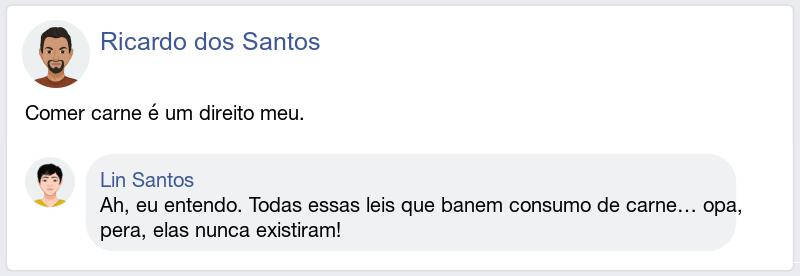 Ricardo dos Santos
Comer carne é um direito meu.
Lin Santos
Ah, eu entendo. Todas essas leis que banem consumo de carne... opa,
pera, elas nunca existiram!